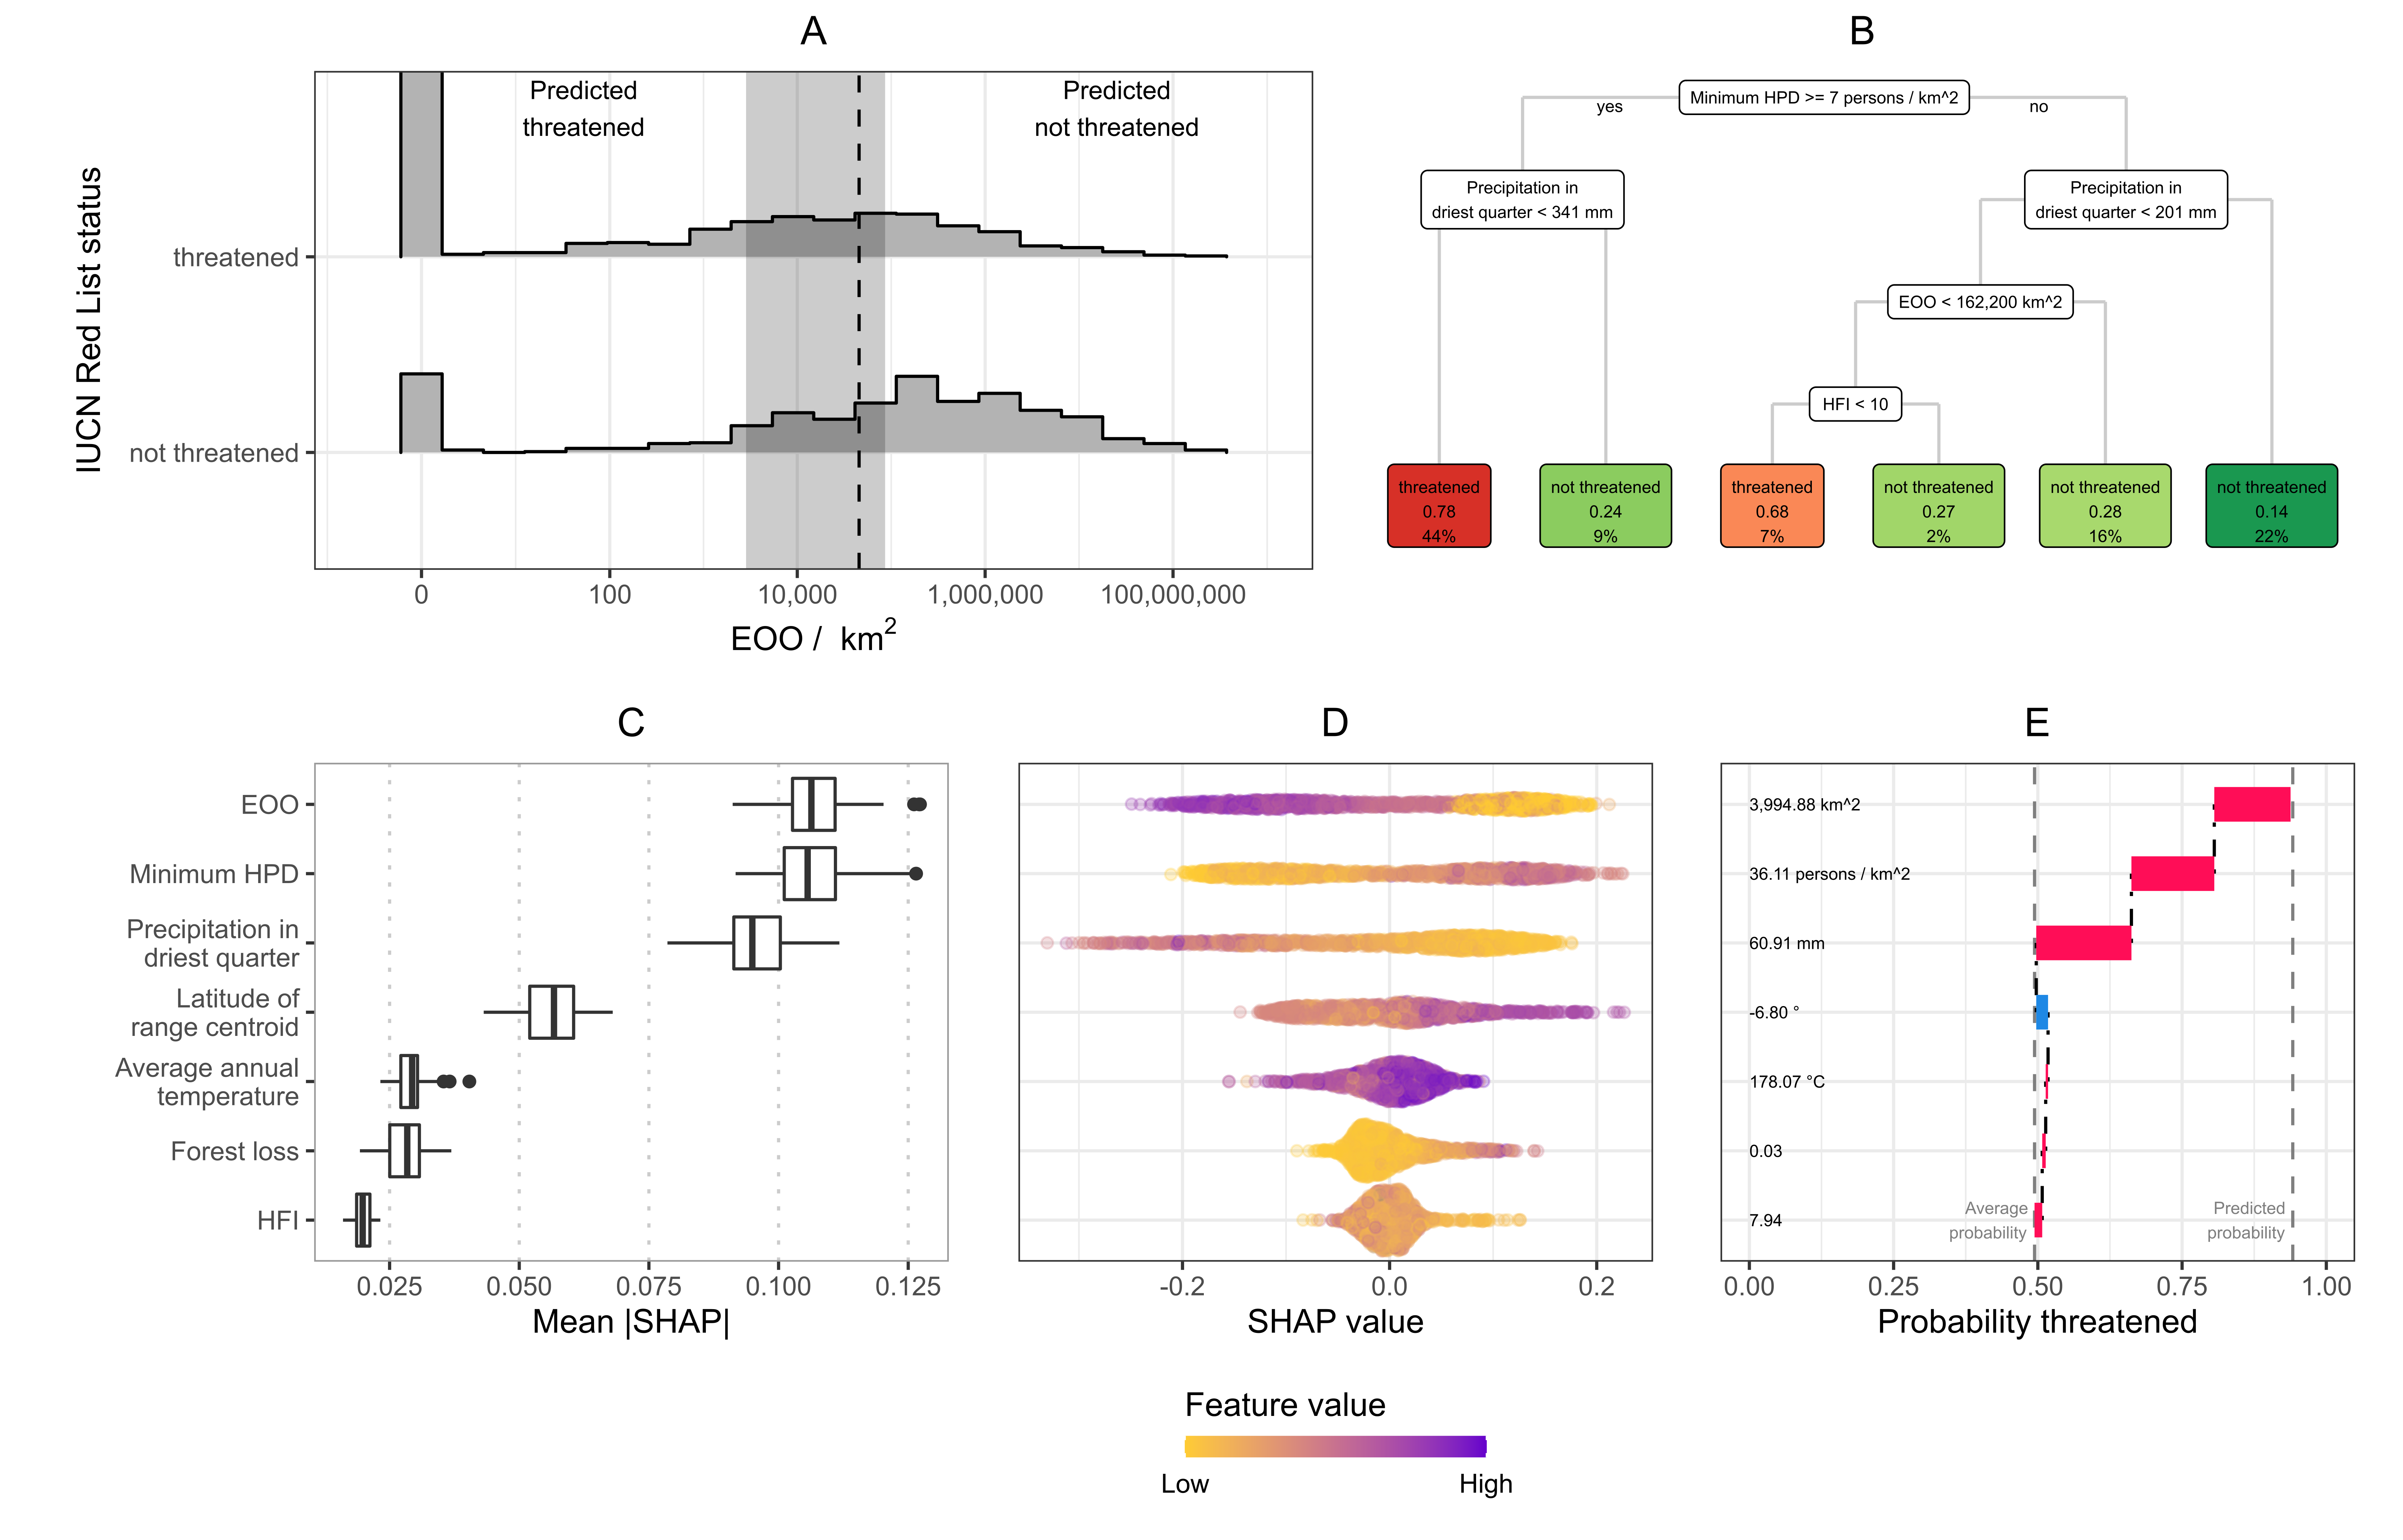 A
Predicted
threatened
Predicted
not threatened
IUCN Red List status
threatened
not threatened
0
100
10,000
1,000,000
100,000,000
EOO / km²
B
Minimum HPD >= 7 persons / km^2
yes
no
Precipitation in
driest quarter < 341 mm
Precipitation in
driest quarter < 201 mm
EOO < 162,200 km^2
HFI < 10
threatened
0.78
44%
not threatened
0.24
9%
threatened
0.68
7%
not threatened
0.27
2%
not threatened
0.28
16%
not threatened
0.14
22%
C
EOO
Minimum HPD
Precipitation in
driest quarter
Latitude of
range centroid
Average annual
temperature
Forest loss
HFI
0.025
0.050
0.075
0.100
0.125
Mean |SHAP|
D
-0.2
0.0
0.2
SHAP value
E
3,994.88 km^2
36.11 persons / km^2
60.91 mm
-6.80 °
178.07 °C
0.03
7.94
Average
probability
Predicted
probability
0.00
0.25
0.50
0.75
1.00
Probability threatened
Feature value
Low
High